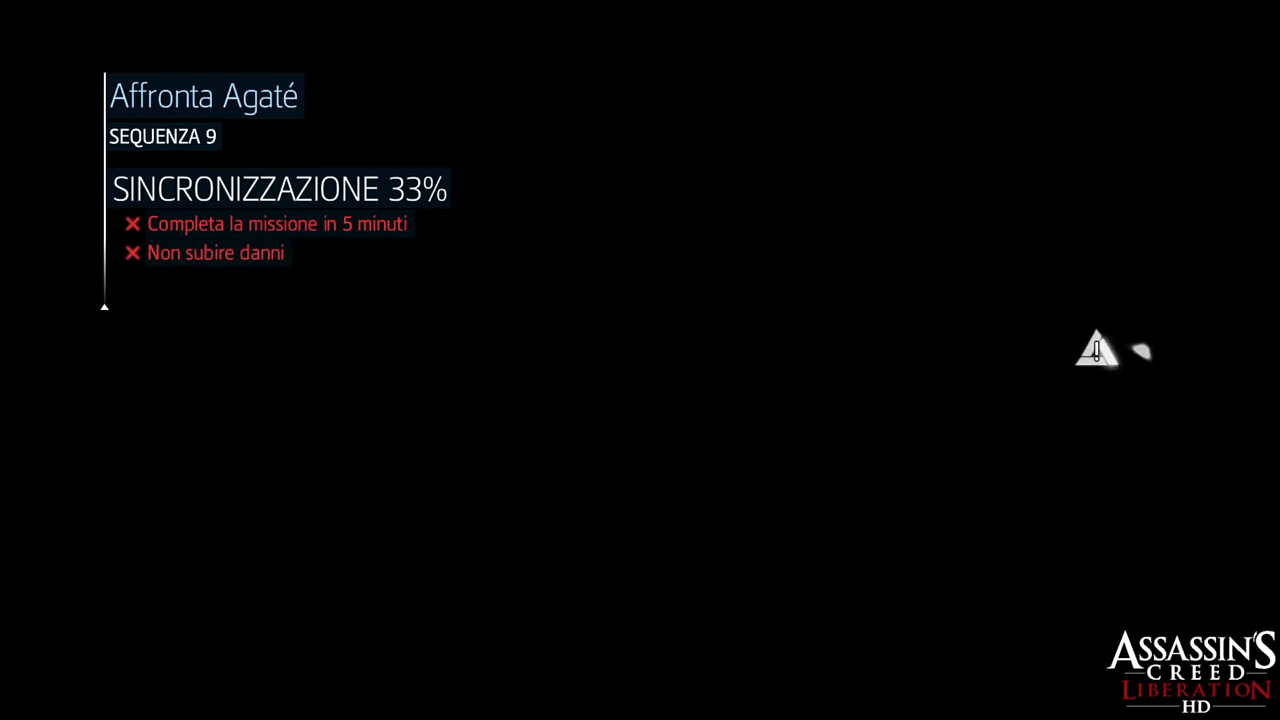 Affronta Agaté
SEQUENZA 9
SINCRONIZZAZIONE 33%
Completa la missione in 5 minuti
Non subire danni
ASSASSIN'S
CREED
LIBERATION
HD